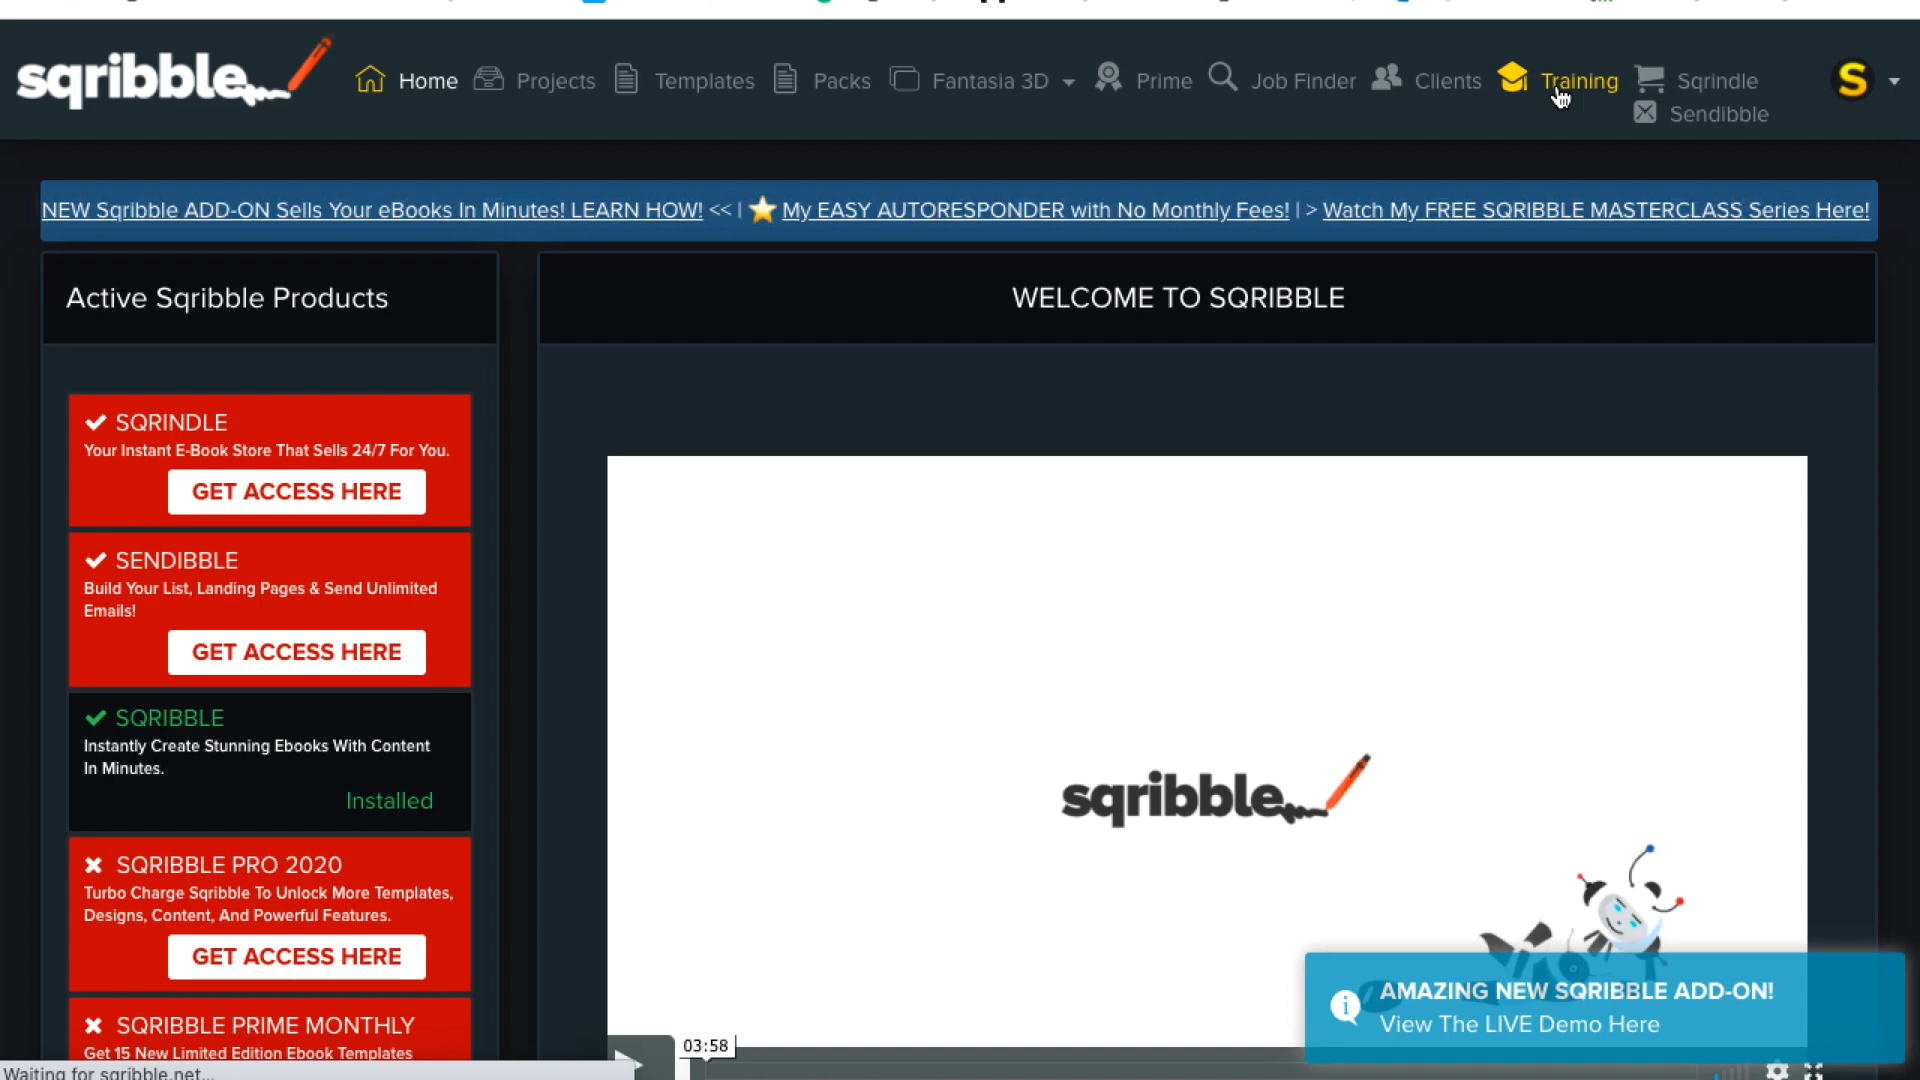 sqribble
Home
Projects
Templates
Packs
Fantasia 3D
Prime
Job Finder
Clients
Training
Sqrindle
Sendibble
S
NEW Sqribble ADD-ON Sells Your eBooks In Minutes! LEARN HOW! << | ⭐ My EASY AUTORESPONDER with No Monthly Fees! | > Watch My FREE SQRIBBLE MASTERCLASS Series Here!
Active Sqribble Products
SQRINDLE
Your Instant E-Book Store That Sells 24/7 For You.
GET ACCESS HERE
SENDIBBLE
Build Your List, Landing Pages & Send Unlimited
Emails!
GET ACCESS HERE
SQRIBBLE
Instantly Create Stunning Ebooks With Content
In Minutes.
Installed
SQRIBBLE PRO 2020
Turbo Charge Sqribble To Unlock More Templates,
Designs, Content, And Powerful Features.
GET ACCESS HERE
SQRIBBLE PRIME MONTHLY
Get 15 New Limited Edition Ebook Templates
WELCOME TO SQRIBBLE
sqribble
03:58
AMAZING NEW SQRIBBLE ADD-ON!
View The LIVE Demo Here
Waiting for sqribble.net...